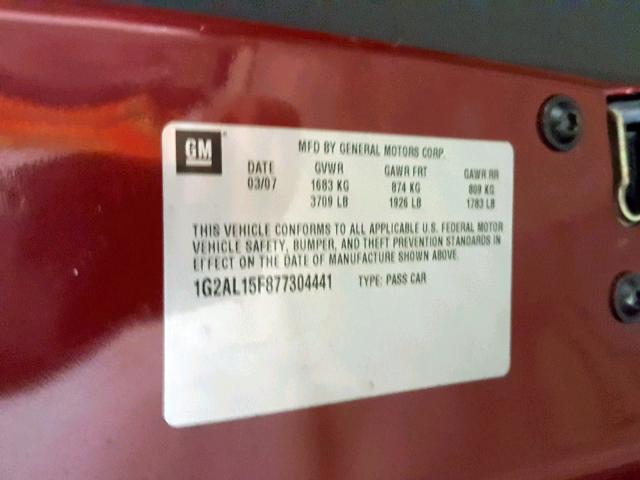 GM ®
MFD BY GENERAL MOTORS CORP.
DATE GVWR GAWR FRT GAWR RR
03/07 1683 KG 874 KG 809 KG
3709 LB 1926 LB 1783 LB
THIS VEHICLE CONFORMS TO ALL APPLICABLE U.S. FEDERAL MOTOR
VEHICLE SAFETY, BUMPER, AND THEFT PREVENTION STANDARDS IN
EFFECT ON THE DATE OF MANUFACTURE SHOWN ABOVE.
1G2AL15F877304441 TYPE: PASS CAR